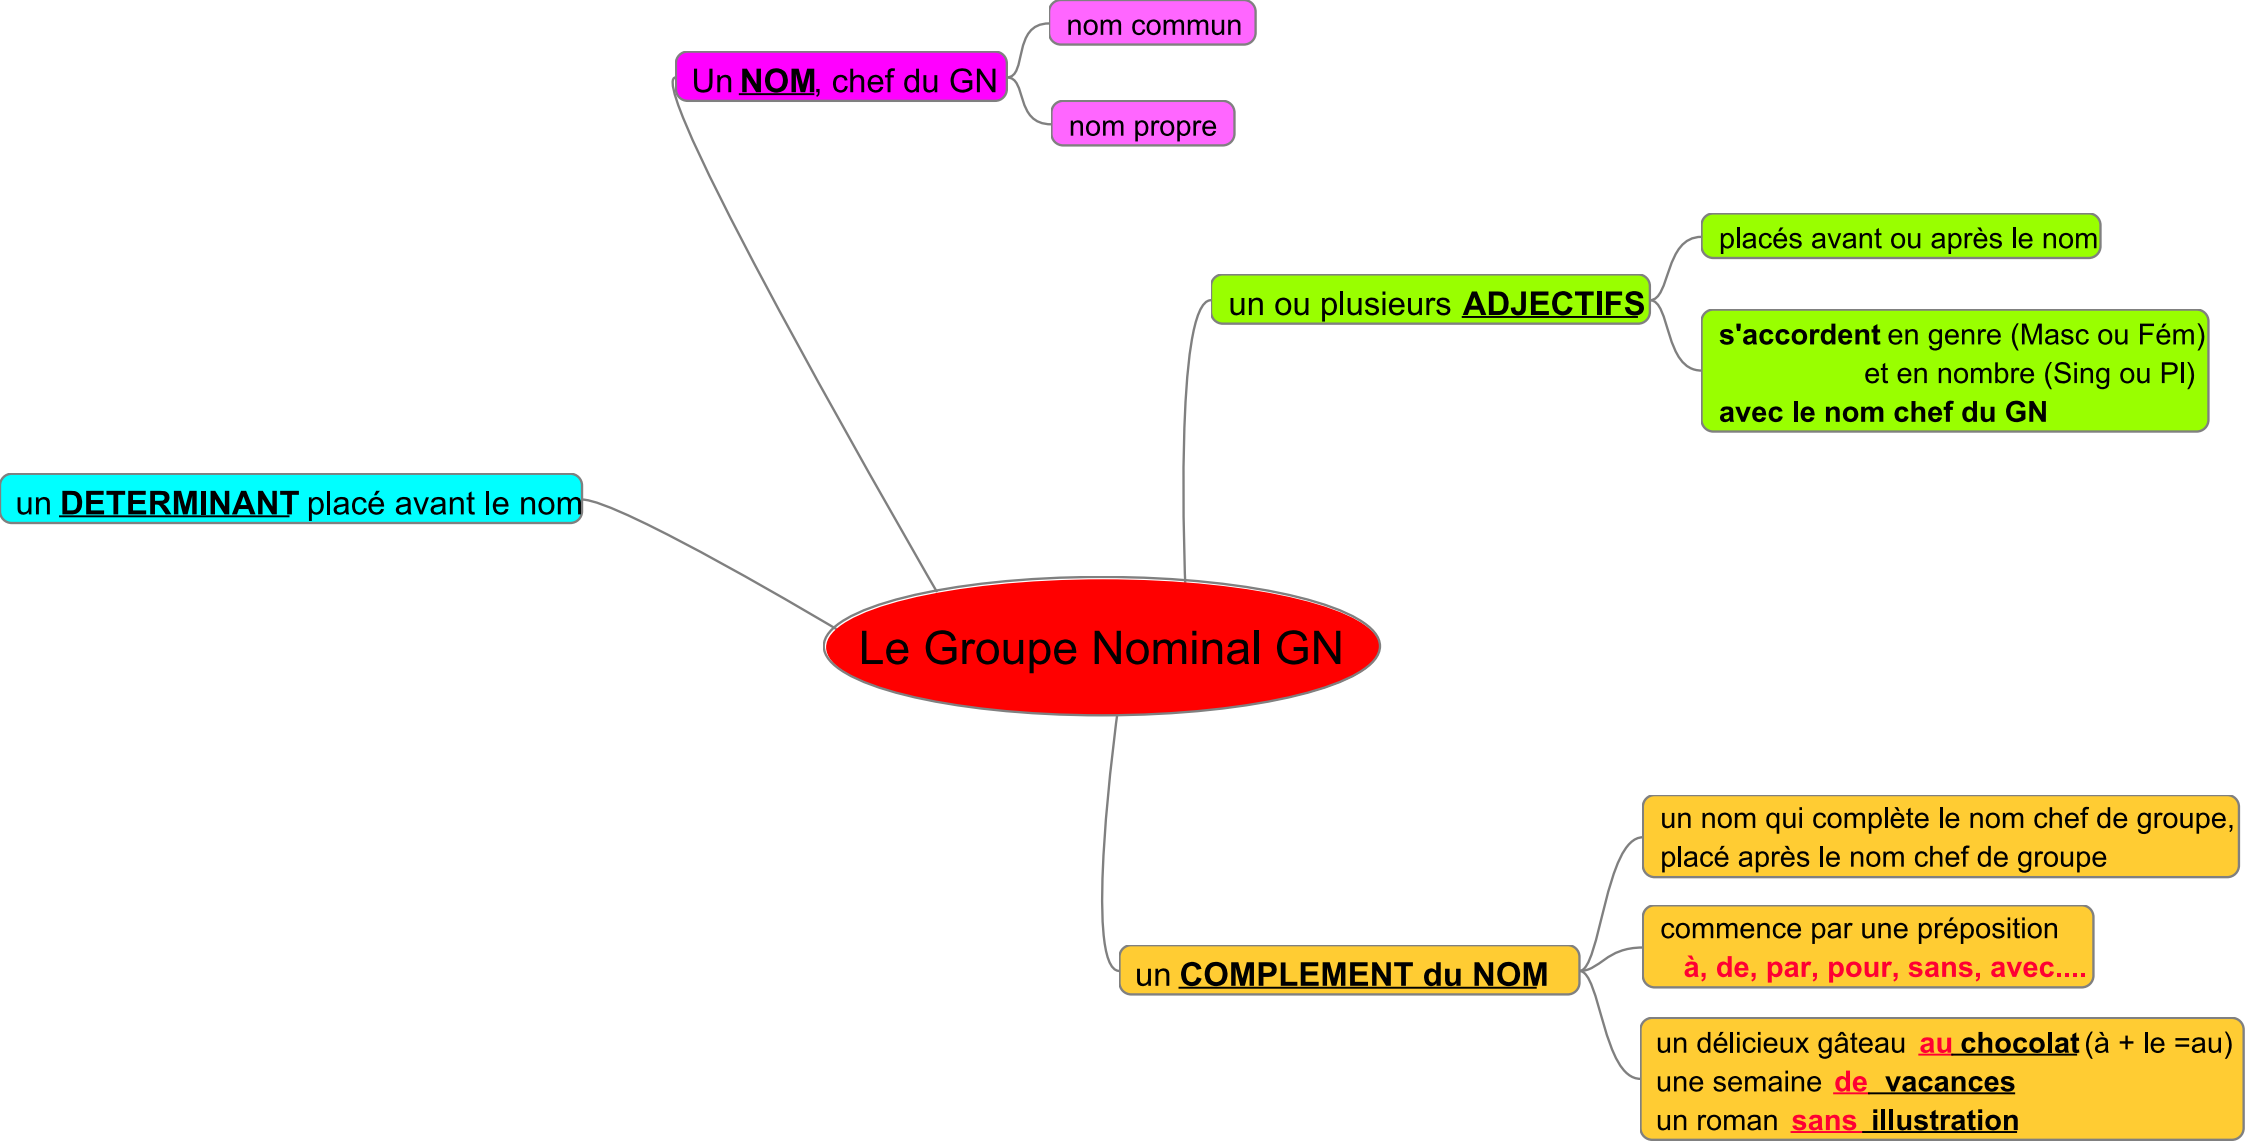 nom commun
Un NOM, chef du GN
nom propre
placés avant ou après le nom
un ou plusieurs ADJECTIFS
s'accordent en genre (Masc ou Fém)
et en nombre (Sing ou Pl)
avec le nom chef du GN
un DETERMINANT placé avant le nom
Le Groupe Nominal GN
un COMPLEMENT du NOM
un nom qui complète le nom chef de groupe,
placé après le nom chef de groupe
commence par une préposition
à, de, par, pour, sans, avec....
un délicieux gâteau au chocolat (à + le =au)
une semaine de vacances
un roman sans illustration